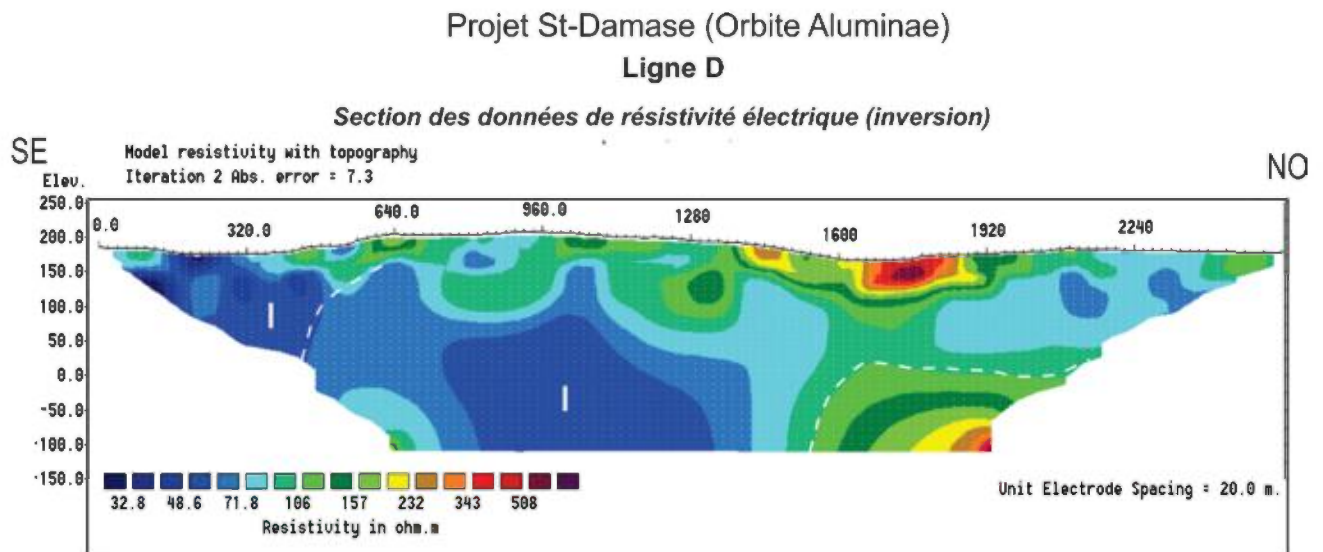 Projet St-Damase (Orbite Aluminae)
Ligne D
Section des données de résistivité électrique (inversion)
SE
NO
Model resistivity with topography
Iteration 2 Abs. error = 7.3
Elev.
250.0
200.0
150.0
100.0
50.0
0.0
-50.0
-100.0
-150.0
0.0 320.0 640.0 960.0 1280 1600 1920 2240
32.8 48.6 71.8 106 157 232 343 508
Resistivity in ohm.m
Unit Electrode Spacing = 20.0 m.